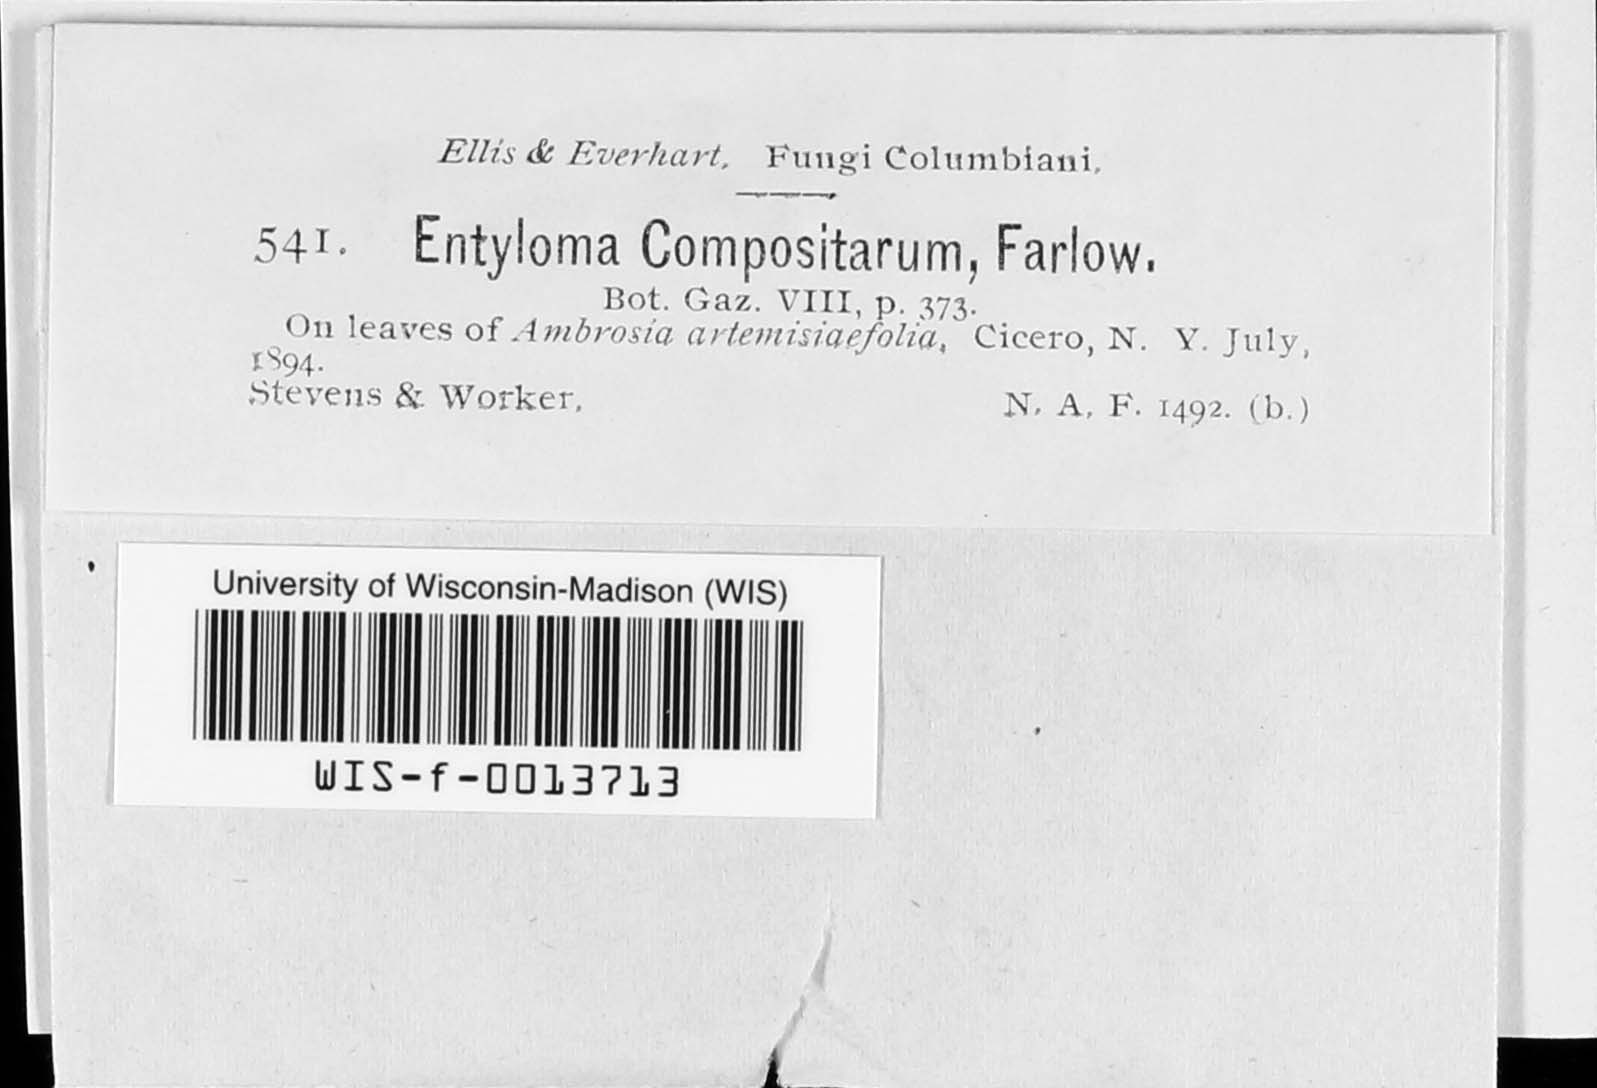 Ellis & Everhart. Fungi Columbiani.
541. Entyloma Compositarum, Farlow.
Bot. Gaz. VIII, p. 373.
On leaves of Ambrosia artemisiaefolia, Cicero, N. Y. July,
1894.
Stevens & Worker. N. A. F. 1492. (b.)
University of Wisconsin-Madison (WIS)
WIS-f-0013713